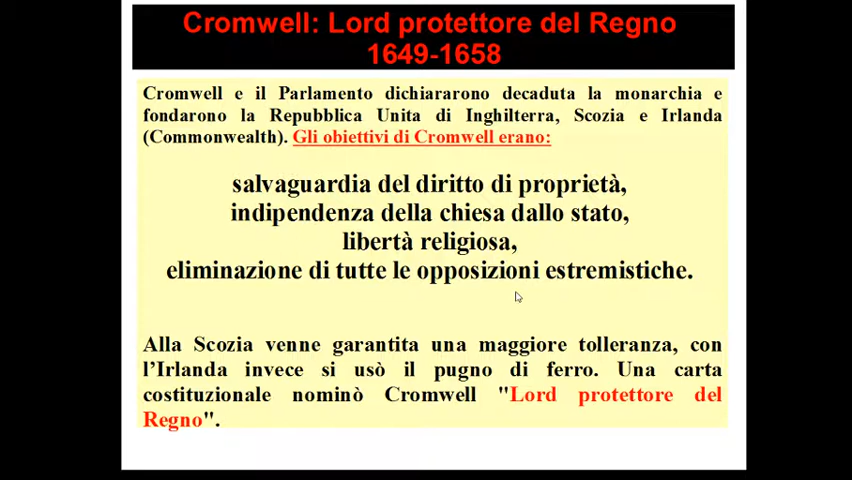 Cromwell: Lord protettore del Regno
1649-1658
Cromwell e il Parlamento dichiararono decaduta la monarchia e
fondarono la Repubblica Unita di Inghilterra, Scozia e Irlanda
(Commonwealth). Gli obiettivi di Cromwell erano:
salvaguardia del diritto di proprietà,
indipendenza della chiesa dallo stato,
libertà religiosa,
eliminazione di tutte le opposizioni estremistiche.
Alla Scozia venne garantita una maggiore tolleranza, con
l’Irlanda invece si usò il pugno di ferro. Una carta
costituzionale nominò Cromwell "Lord protettore del
Regno".